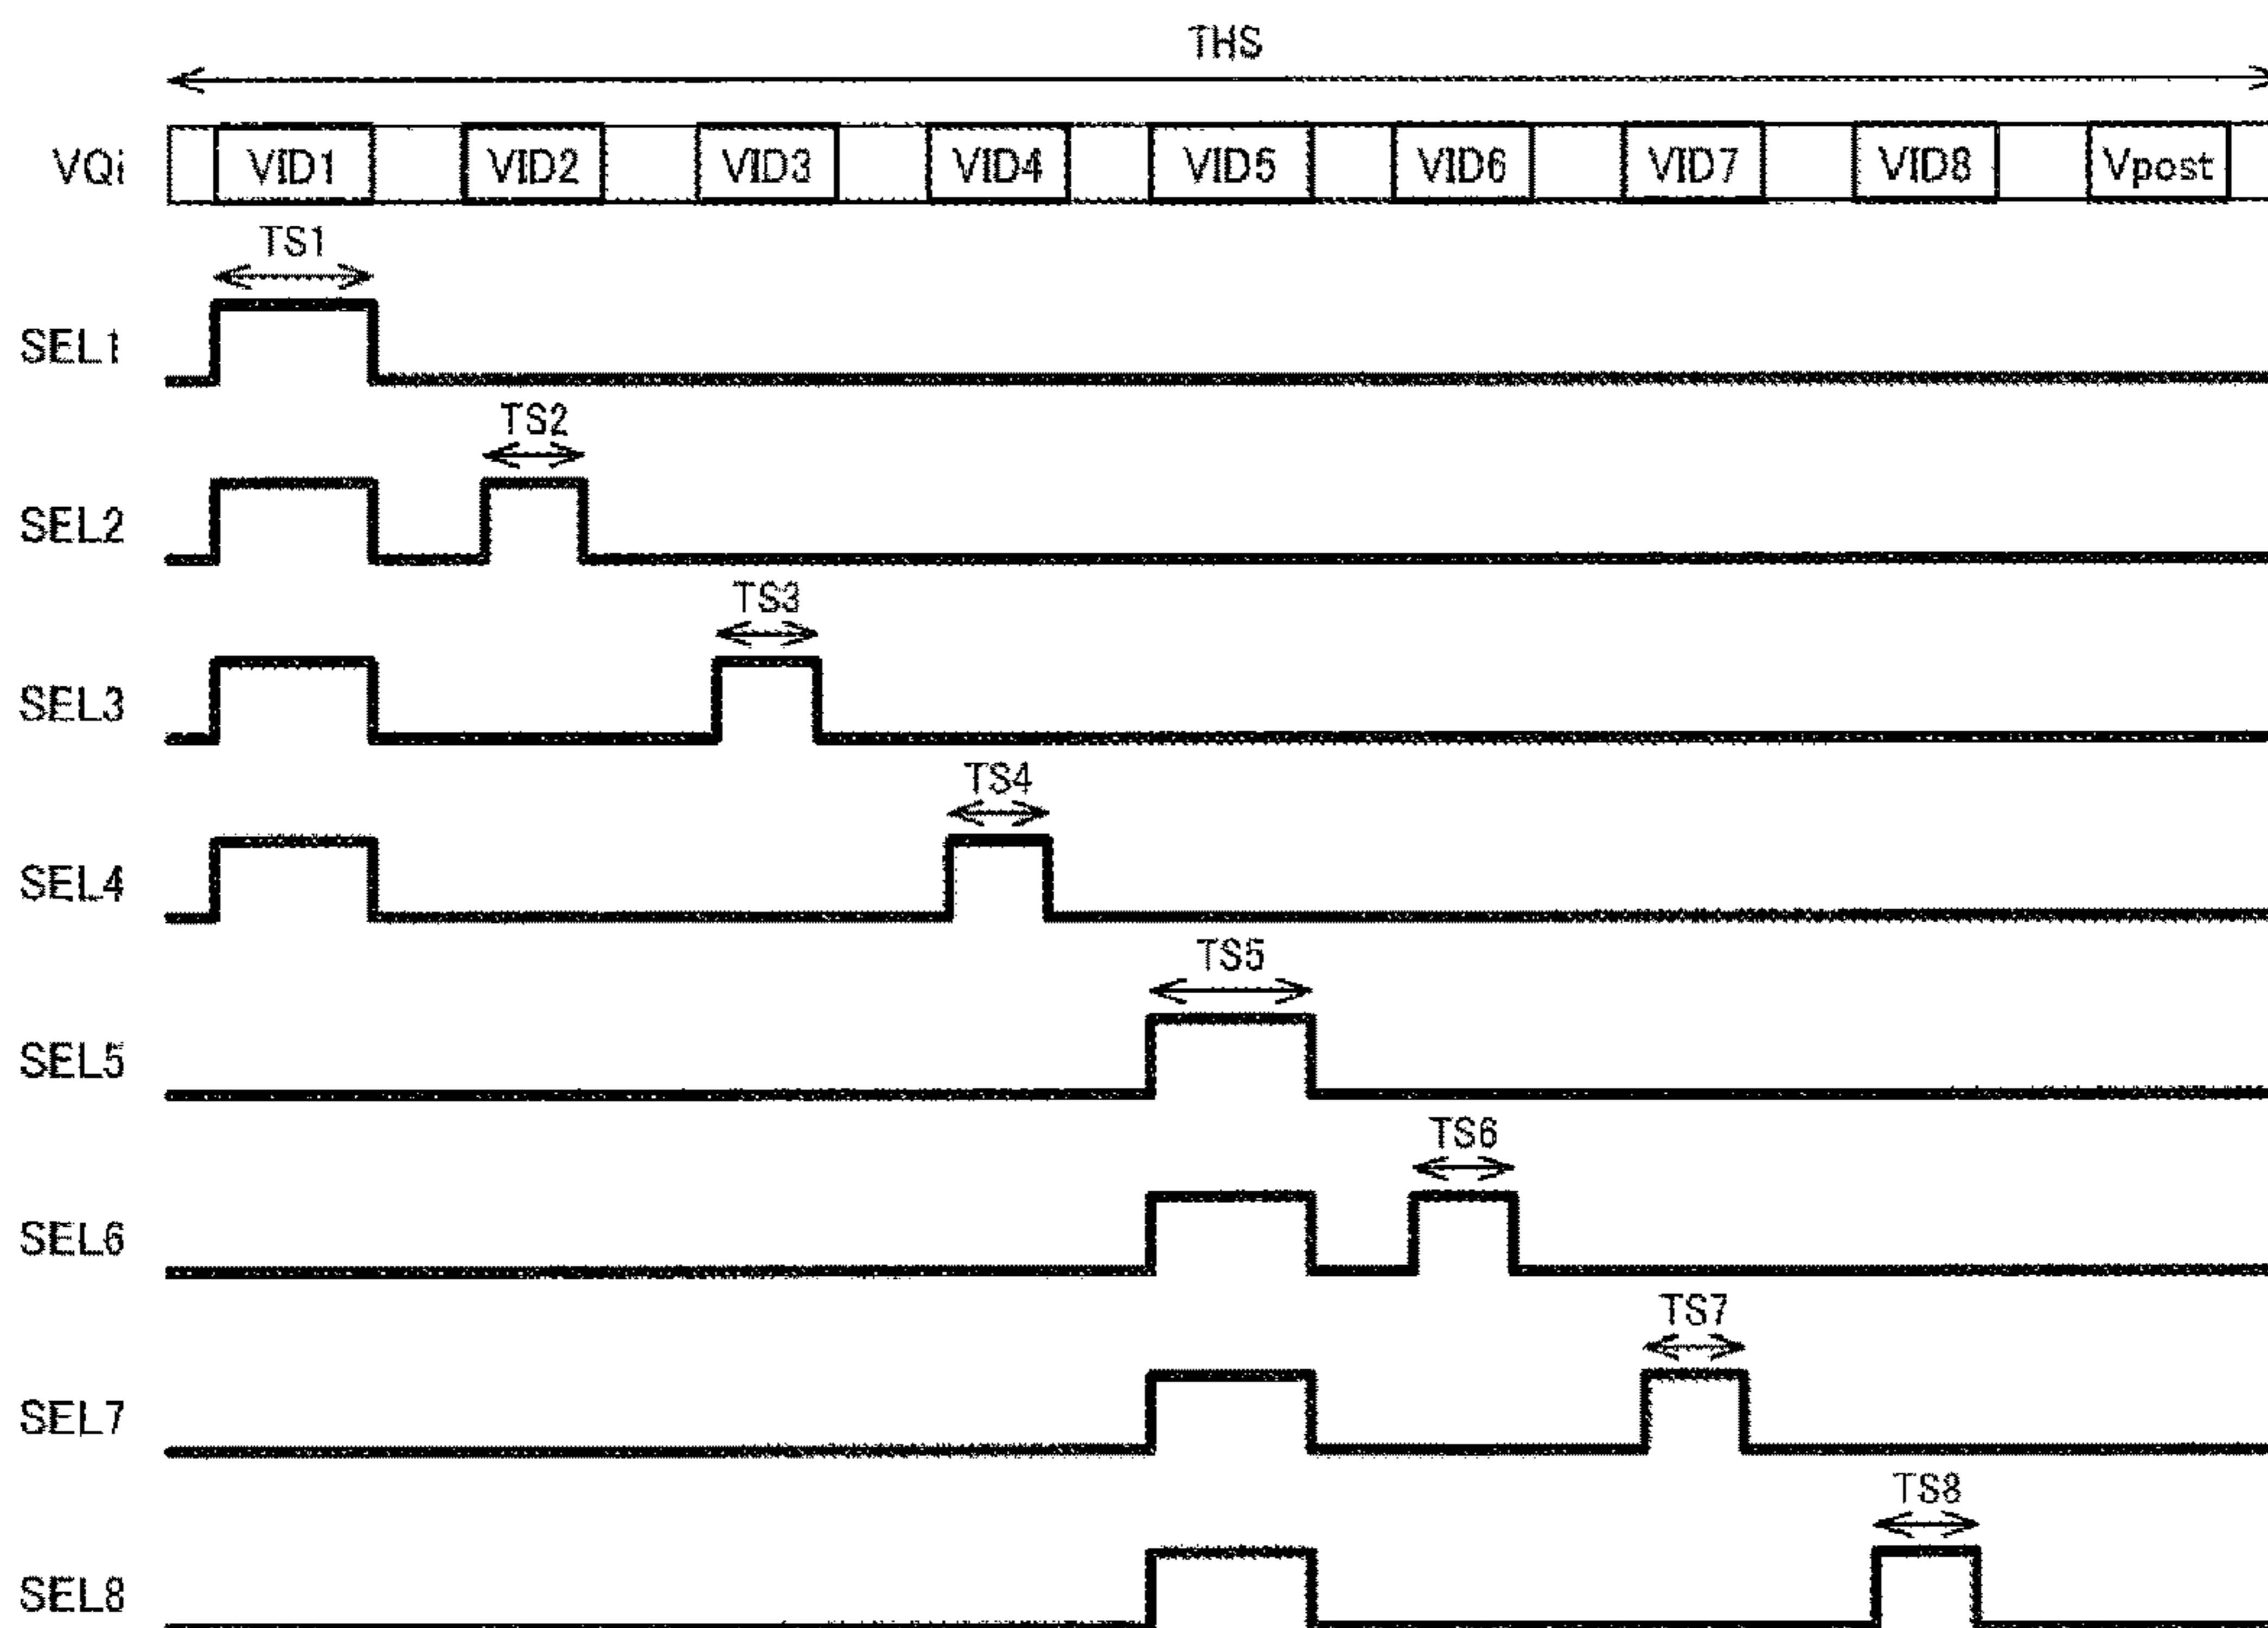 THS
VQi VID1 VID2 VID3 VID4 VID5 VID6 VID7 VID8 Vpost
TS1
SEL1
TS2
SEL2
TS3
SEL3
TS4
SEL4
TS5
SEL5
TS6
SEL6
TS7
SEL7
TS8
SEL8